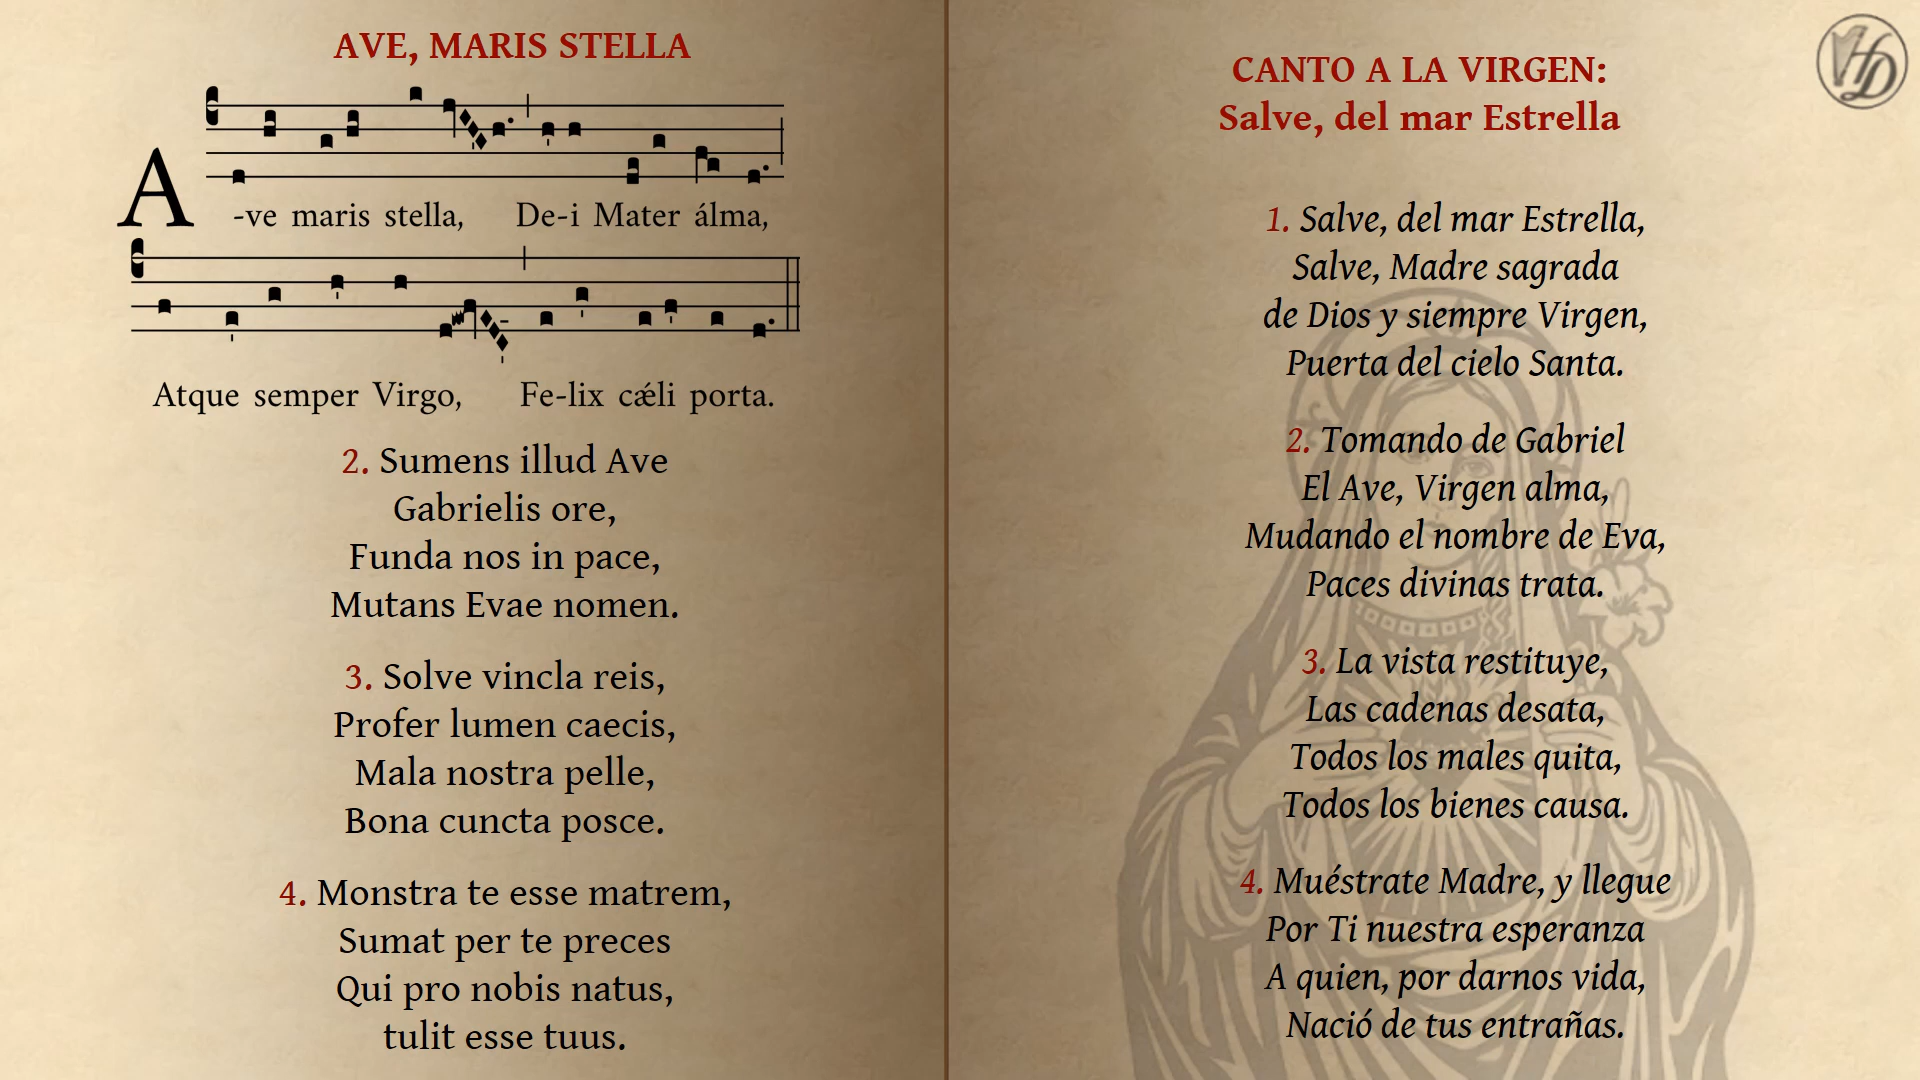 AVE, MARIS STELLA
A-ve maris stella, De-i Mater álma,
Atque semper Virgo, Fe-lix cǽli porta.
2. Sumens illud Ave
Gabrielis ore,
Funda nos in pace,
Mutans Evae nomen.
3. Solve vincla reis,
Profer lumen caecis,
Mala nostra pelle,
Bona cuncta posce.
4. Monstra te esse matrem,
Sumat per te preces
Qui pro nobis natus,
tulit esse tuus.
HD
CANTO A LA VIRGEN:
Salve, del mar Estrella
1. Salve, del mar Estrella,
Salve, Madre sagrada
de Dios y siempre Virgen,
Puerta del cielo Santa.
2. Tomando de Gabriel
El Ave, Virgen alma,
Mudando el nombre de Eva,
Paces divinas trata.
3. La vista restituye,
Las cadenas desata,
Todos los males quita,
Todos los bienes causa.
4. Muéstrate Madre, y llegue
Por Ti nuestra esperanza
A quien, por darnos vida,
Nació de tus entrañas.